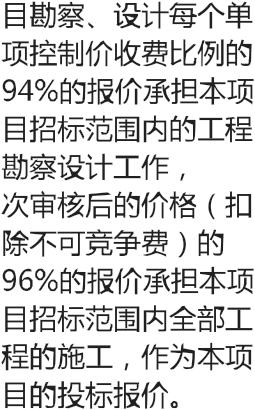 目勘察、设计每个单
项控制价收费比例的
94%的报价承担本项
目招标范围内的工程
勘察设计工作，
次审核后的价格（扣
除不可竞争费）的
96%的报价承担本项
目招标范围内全部工
程的施工，作为本项
目的投标报价。